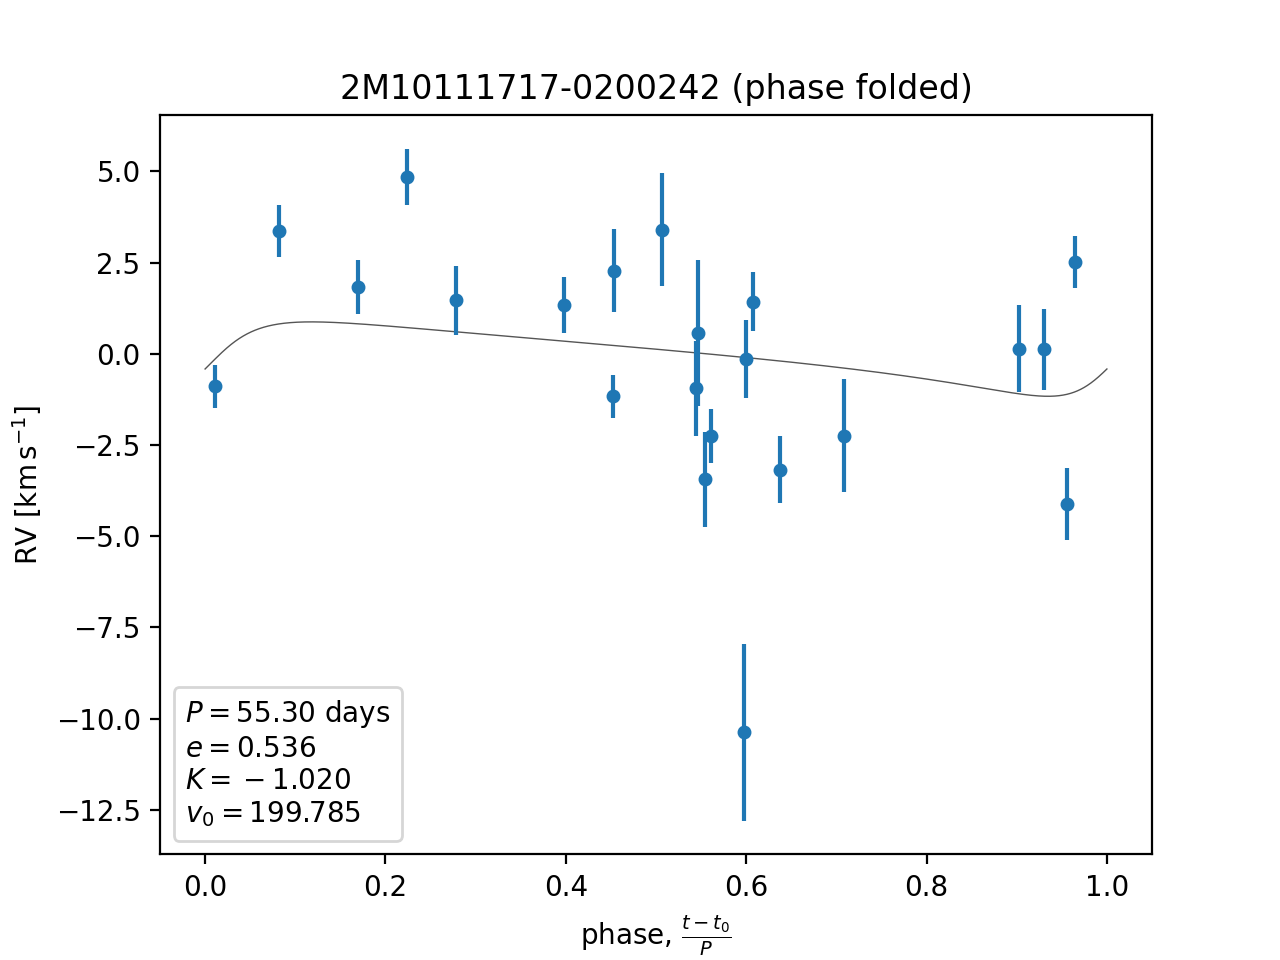 2M10111717-0200242 (phase folded)
5.0
2.5
0.0
−2.5
−5.0
−7.5
−10.0
−12.5
RV [km s⁻¹]
P = 55.30 days
e = 0.536
K = −1.020
v₀ = 199.785
0.0 0.2 0.4 0.6 0.8 1.0
phase, (t − t₀)/P